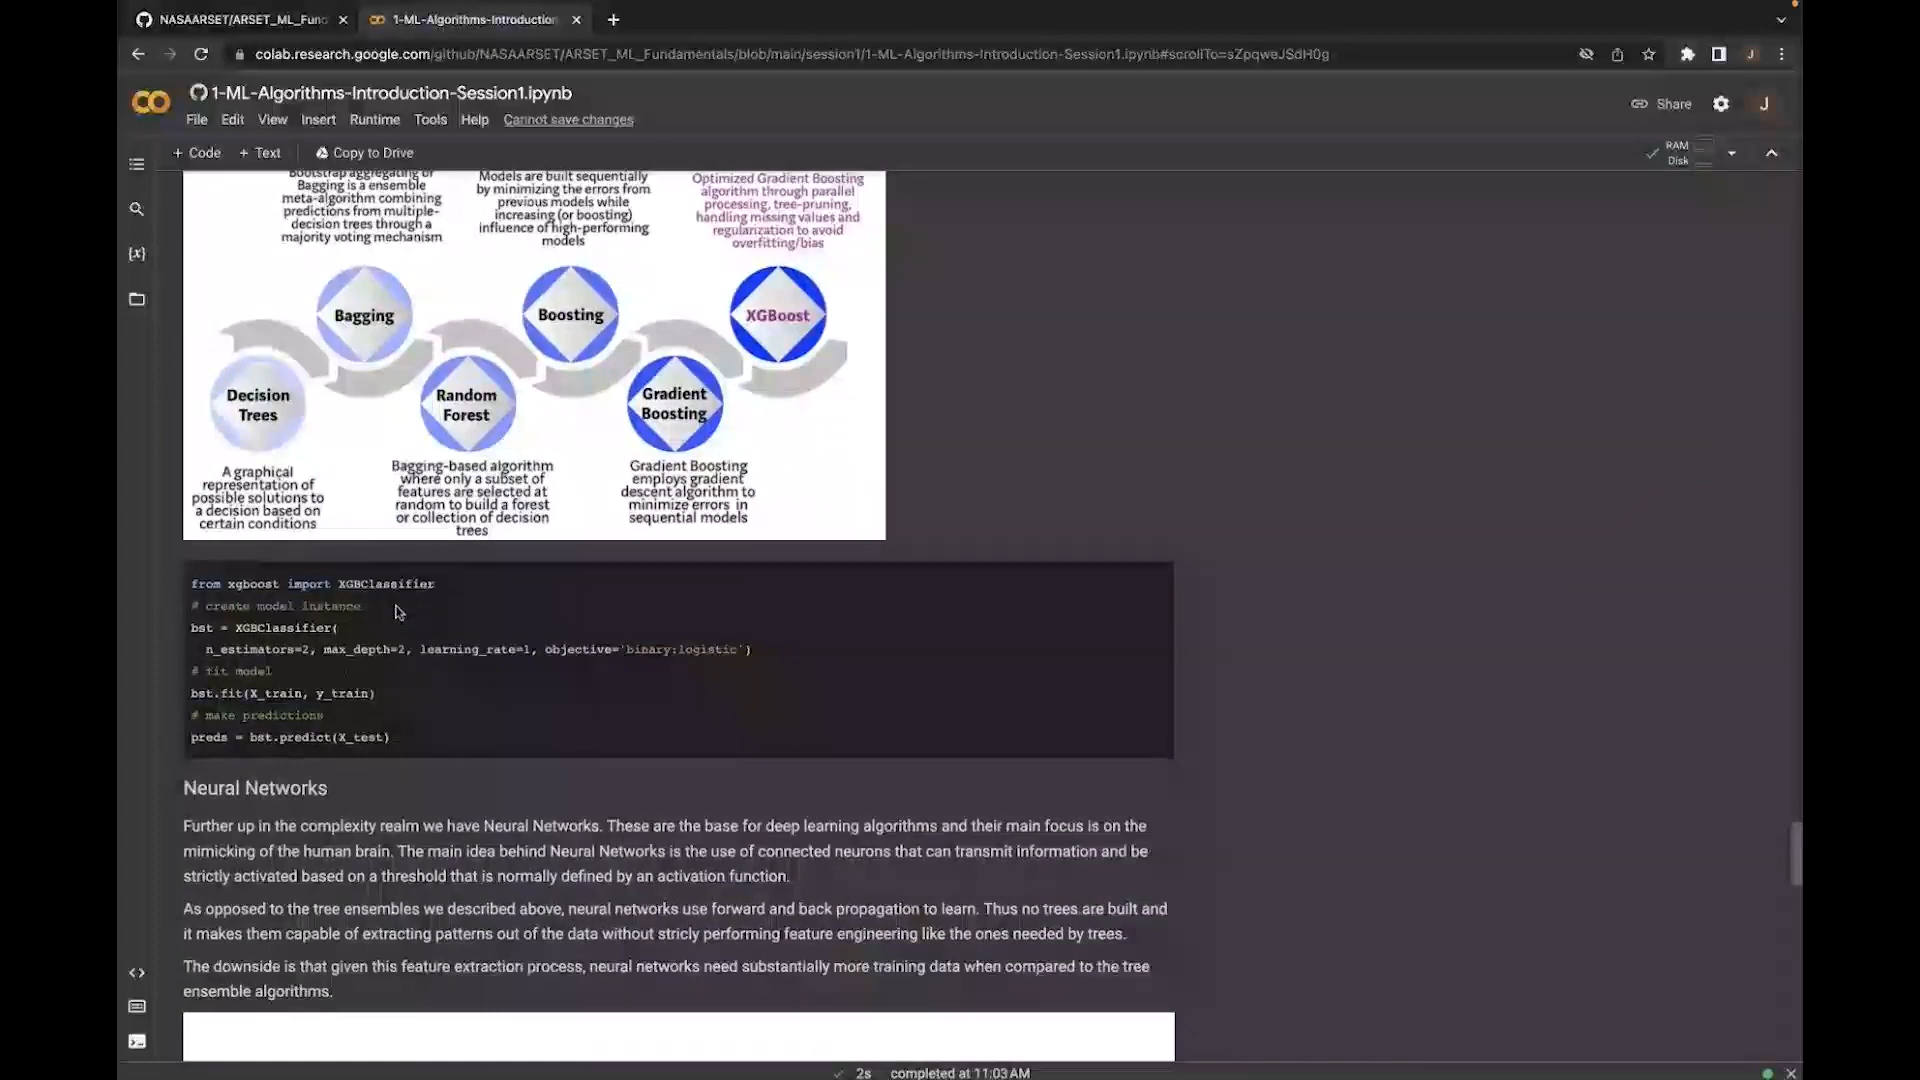 NASAARSET/ARSET_ML_Fund
1-ML-Algorithms-Introduction
colab.research.google.com/github/NASAARSET/ARSET_ML_Fundamentals/blob/main/session1/1-ML-Algorithms-Introduction-Session1.ipynb#scrollTo=sZpqweJSdH0g
J
1-ML-Algorithms-Introduction-Session1.ipynb
Share
J
File Edit View Insert Runtime Tools Help Cannot save changes
+ Code + Text Copy to Drive
RAM
Disk
Bootstrap aggregating or
Bagging is a ensemble
meta-algorithm combining
predictions from multiple-
decision trees through a
majority voting mechanism
Models are built sequentially
by minimizing the errors from
previous models while
increasing (or boosting)
influence of high-performing
models
Optimized Gradient Boosting
algorithm through parallel
processing, tree-pruning,
handling missing values and
regularization to avoid
overfitting/bias
Bagging
Boosting
XGBoost
Decision
Trees
Random
Forest
Gradient
Boosting
A graphical
representation of
possible solutions to
a decision based on
certain conditions
Bagging-based algorithm
where only a subset of
features are selected at
random to build a forest
or collection of decision
trees
Gradient Boosting
employs gradient
descent algorithm to
minimize errors in
sequential models
from xgboost import XGBClassifier
# create model instance
bst = XGBClassifier(
n_estimators=2, max_depth=2, learning_rate=1, objective='binary:logistic')
# fit model
bst.fit(X_train, y_train)
# make predictions
preds = bst.predict(X_test)
Neural Networks
Further up in the complexity realm we have Neural Networks. These are the base for deep learning algorithms and their main focus is on the
mimicking of the human brain. The main idea behind Neural Networks is the use of connected neurons that can transmit information and be
strictly activated based on a threshold that is normally defined by an activation function.
As opposed to the tree ensembles we described above, neural networks use forward and back propagation to learn. Thus no trees are built and
it makes them capable of extracting patterns out of the data without stricly performing feature engineering like the ones needed by trees.
The downside is that given this feature extraction process, neural networks need substantially more training data when compared to the tree
ensemble algorithms.
2s completed at 11:03 AM